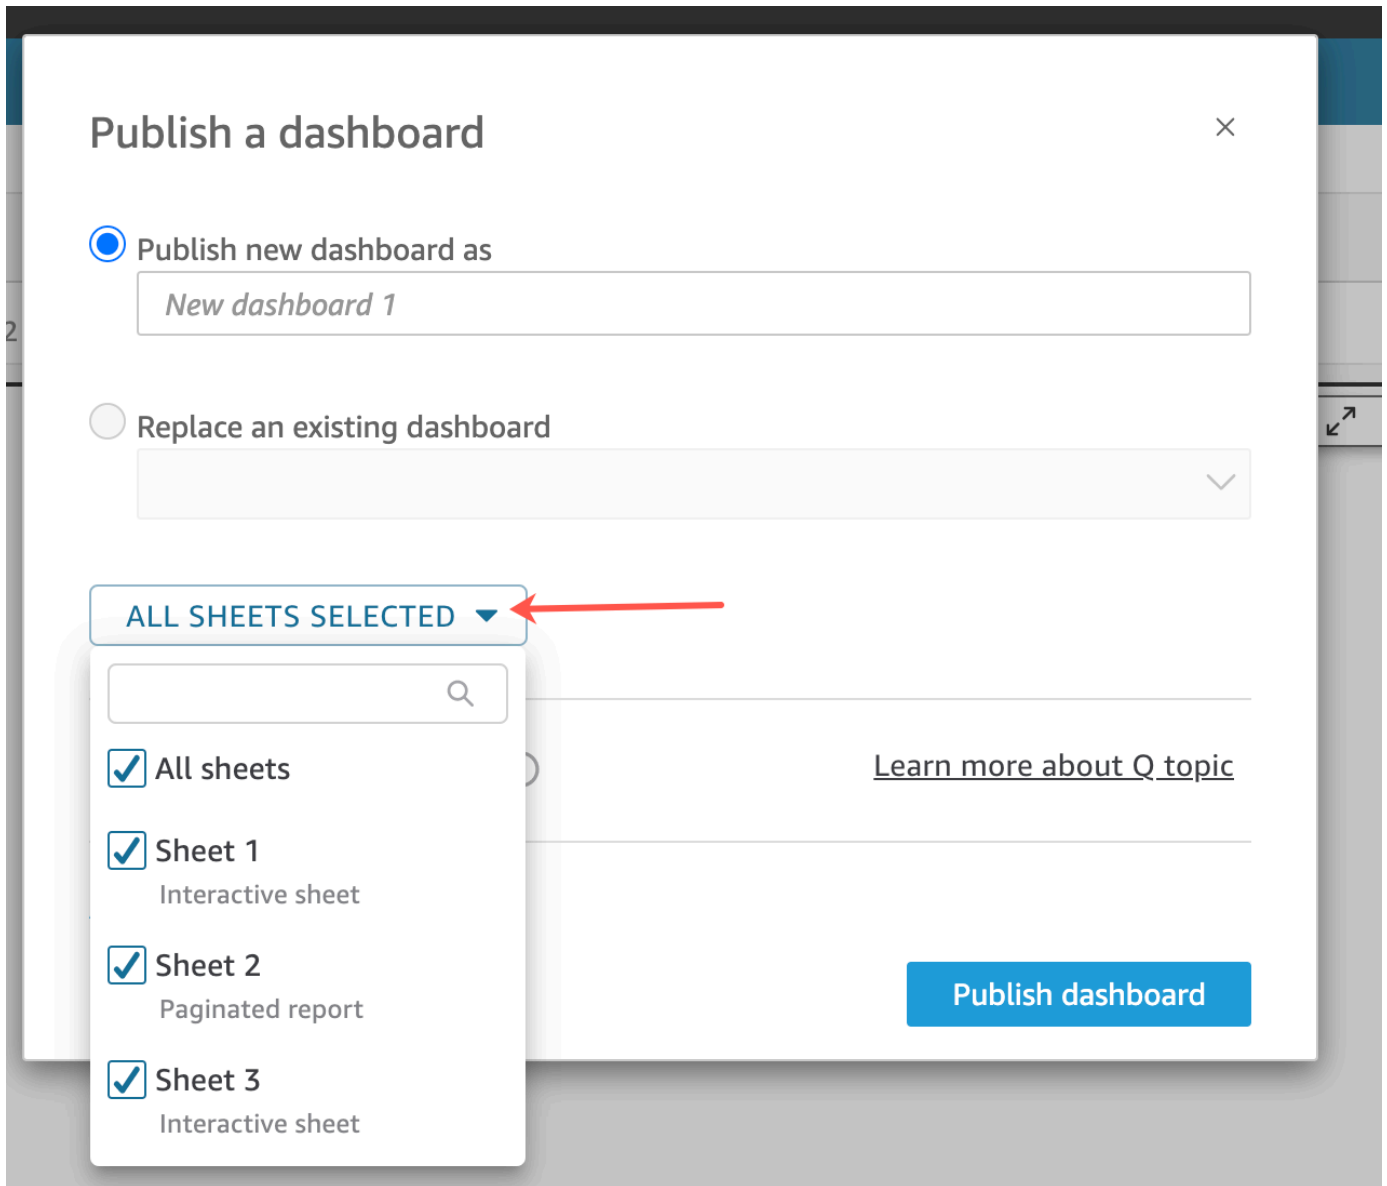 Publish a dashboard
Publish new dashboard as
New dashboard 1
2
Replace an existing dashboard
ALL SHEETS SELECTED
All sheets
Learn more about Q topic
Sheet 1
Interactive sheet
Sheet 2
Paginated report
Publish dashboard
Sheet 3
Interactive sheet